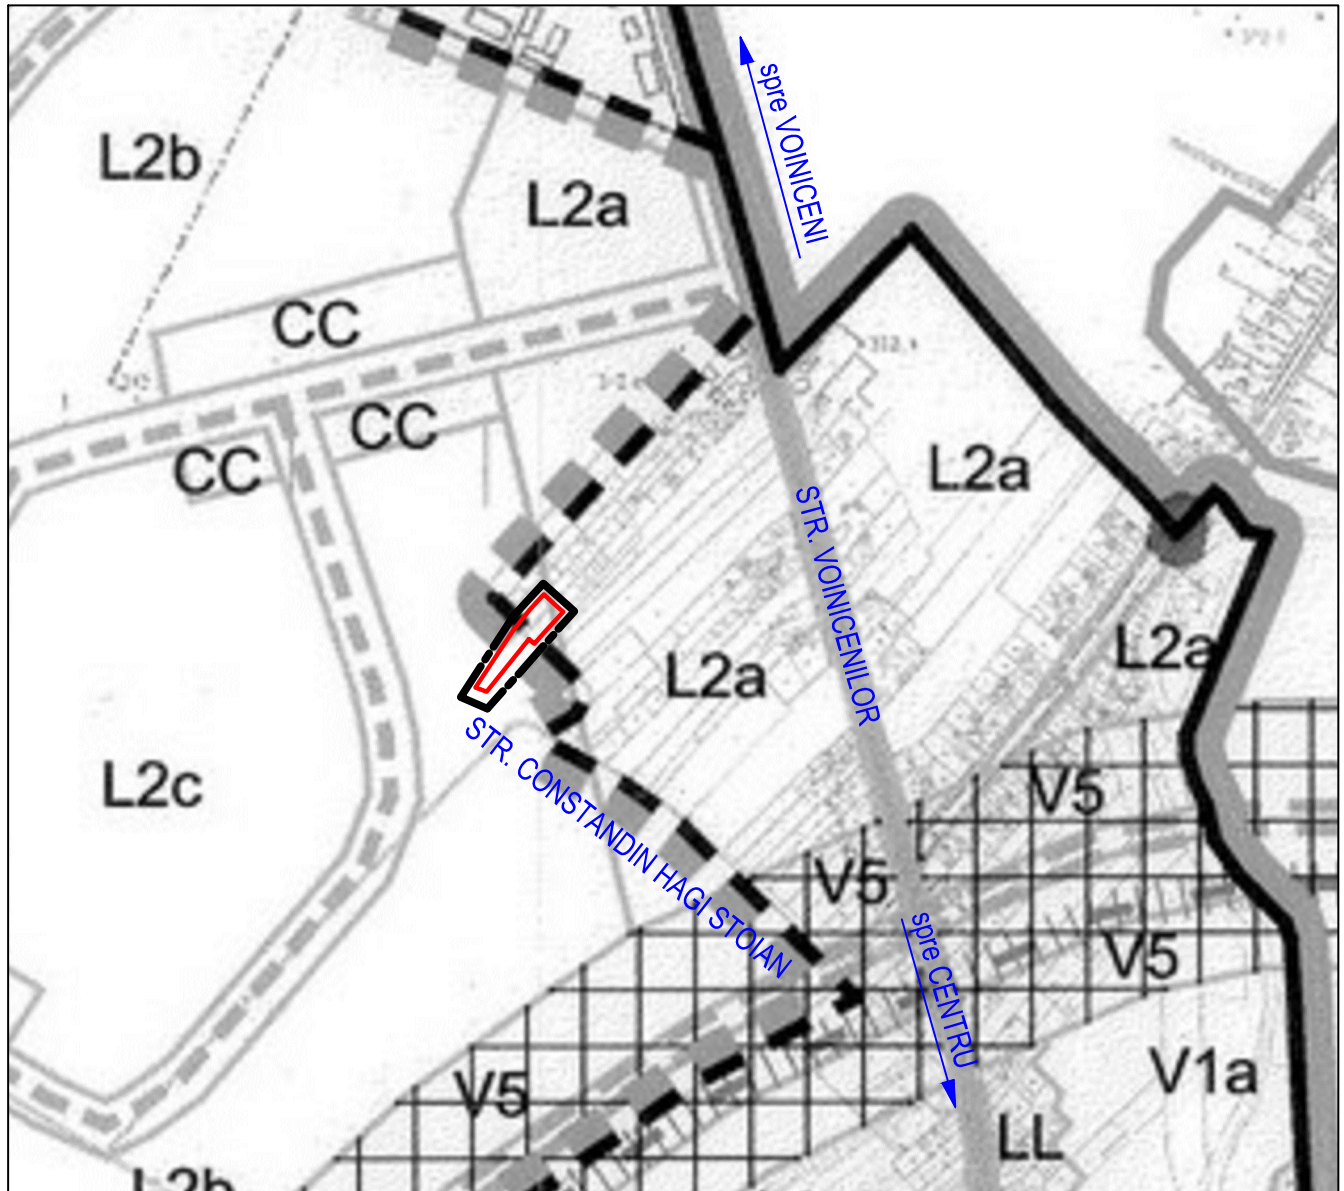 spre VOINICENI
L2b
L2a
CC
312.
CC
CC
L2a
STR. VOINICENILOR
L2a
L2a
STR. CONSTANDIN HAGI STOIAN
L2c
V5
V5
spre CENTRU
V5
V5
V1a
LL
L2b